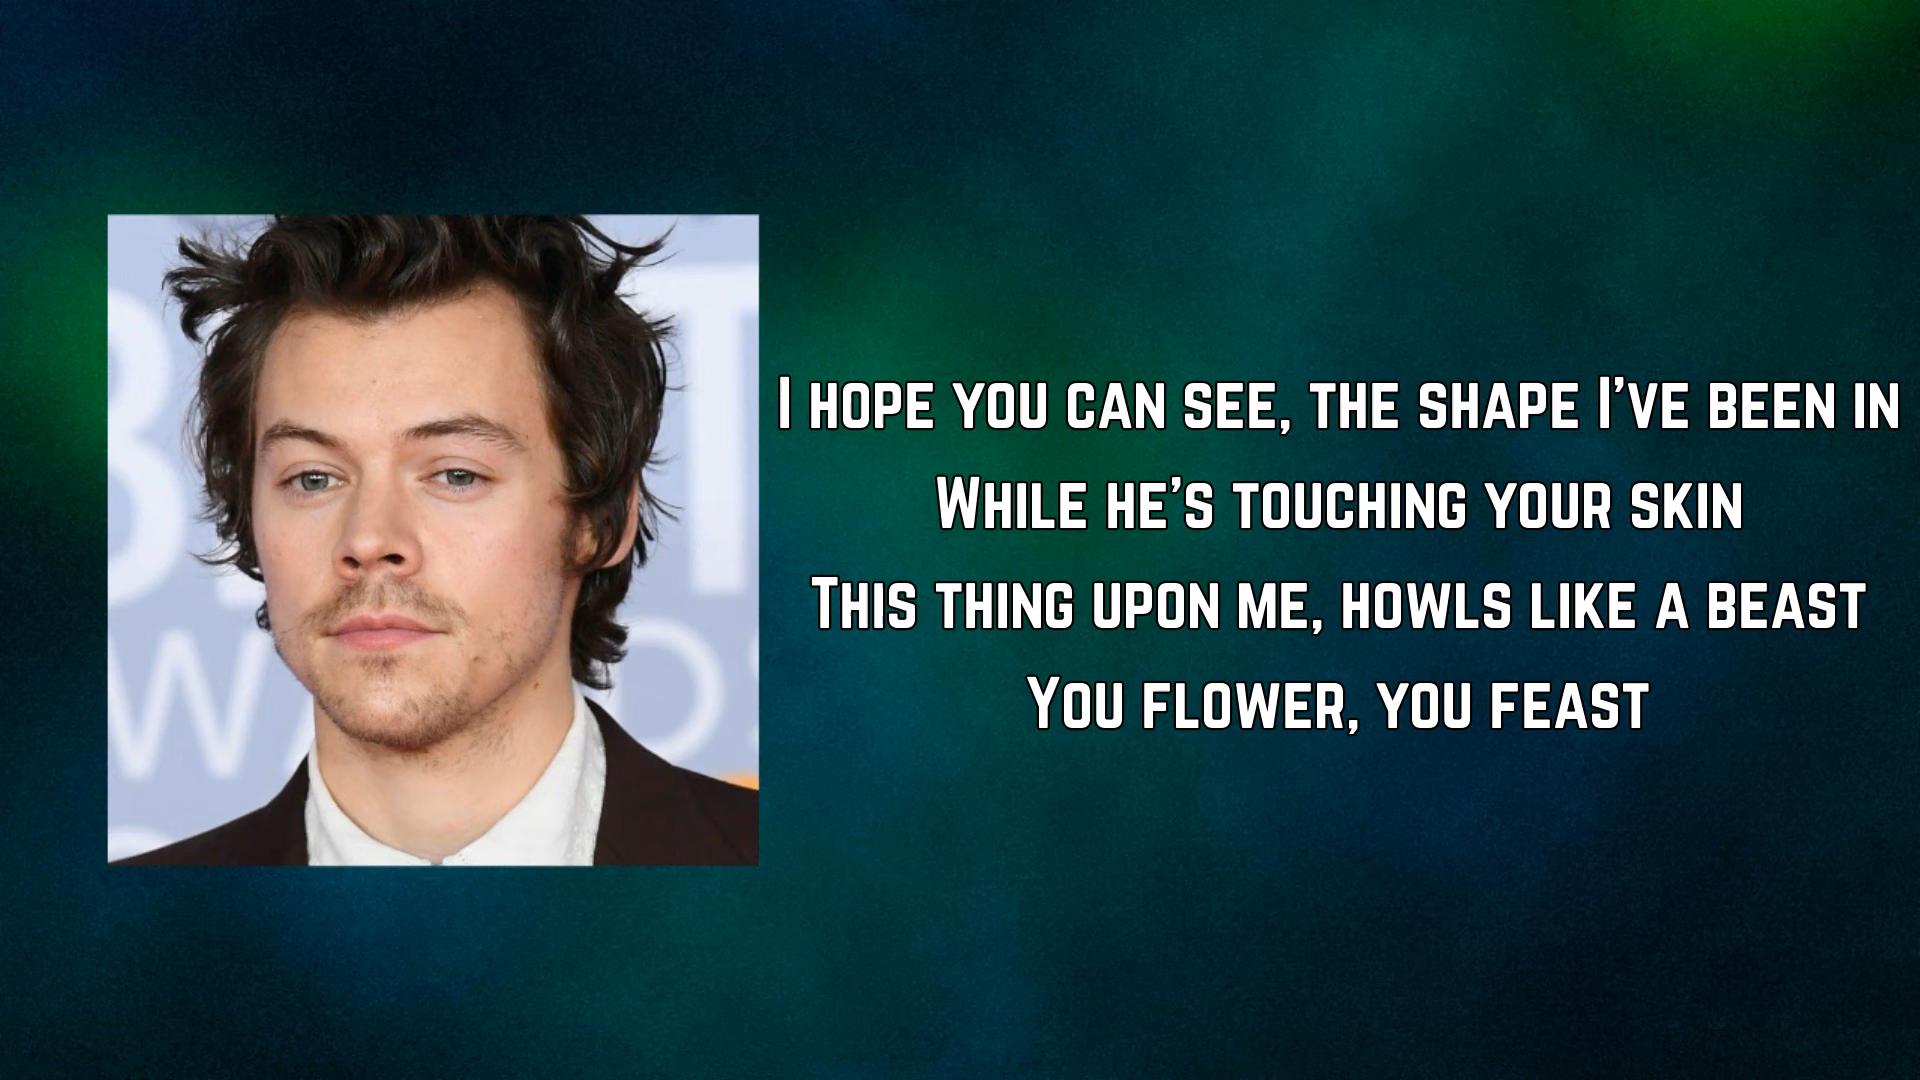 I hope you can see, the shape I've been in
While he's touching your skin
This thing upon me, howls like a beast
You flower, you feast